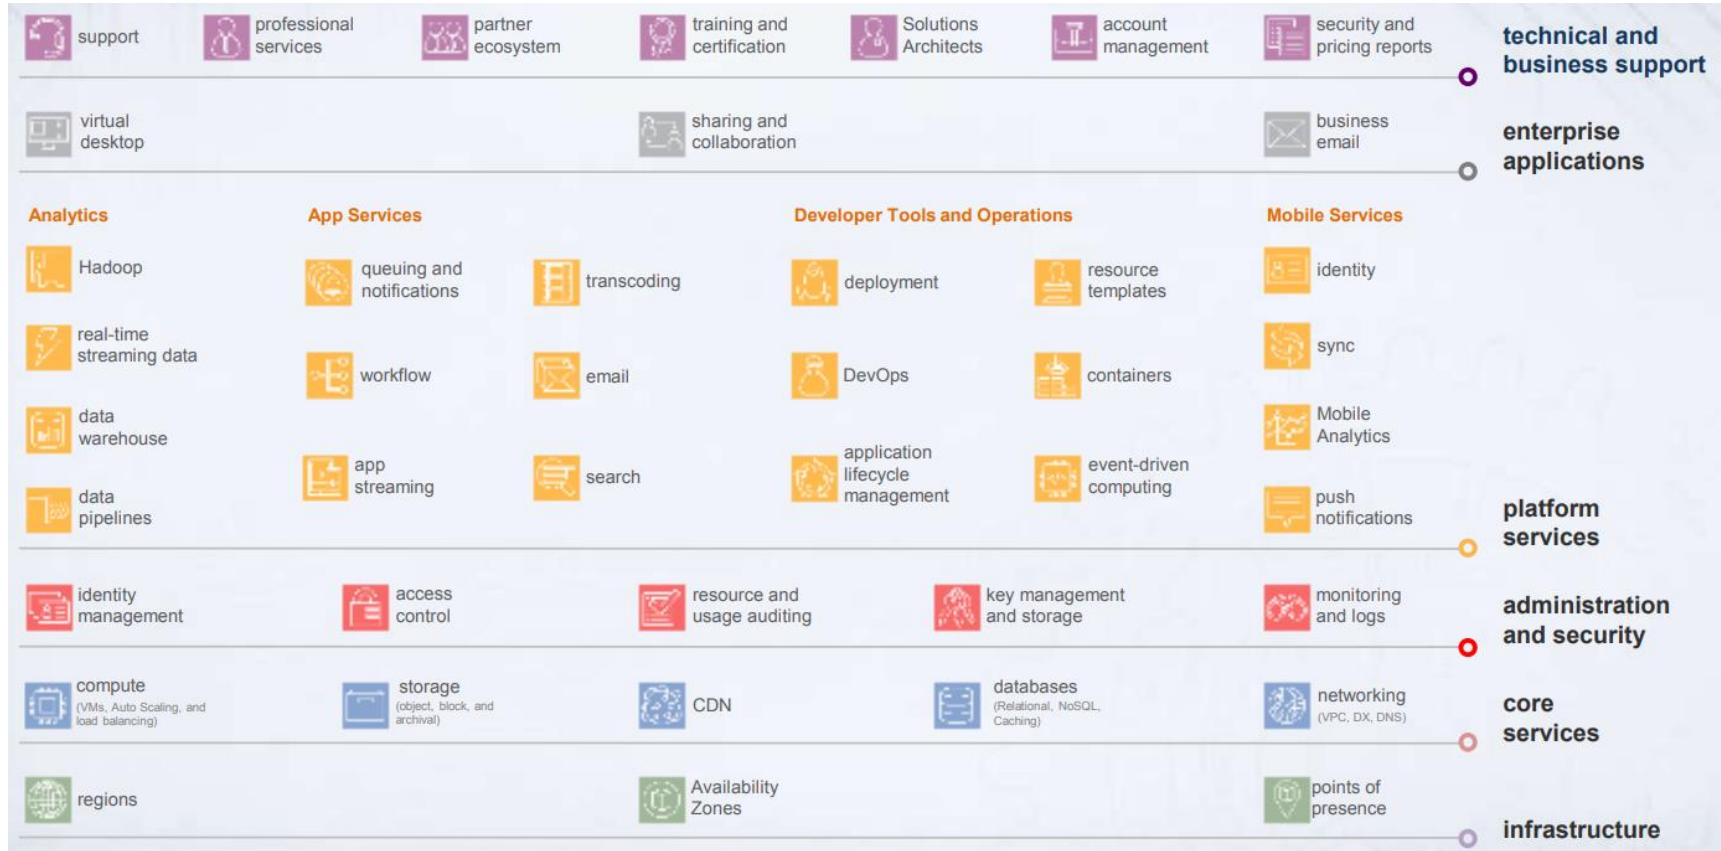 support
professional
services
partner
ecosystem
training and
certification
Solutions
Architects
account
management
security and
pricing reports
technical and
business support
virtual
desktop
sharing and
collaboration
business
email
enterprise
applications
Analytics
App Services
Developer Tools and Operations
Mobile Services
Hadoop
real-time
streaming data
data
warehouse
data
pipelines
queuing and
notifications
workflow
app
streaming
transcoding
email
search
deployment
DevOps
application
lifecycle
management
resource
templates
containers
event-driven
computing
identity
sync
Mobile
Analytics
push
notifications
platform
services
identity
management
access
control
resource and
usage auditing
key management
and storage
monitoring
and logs
administration
and security
compute
(VMs, Auto Scaling, and
load balancing)
storage
(object, block, and
archival)
CDN
databases
(Relational, NoSQL,
Caching)
networking
(VPC, DX, DNS)
core
services
regions
Availability
Zones
points of
presence
infrastructure